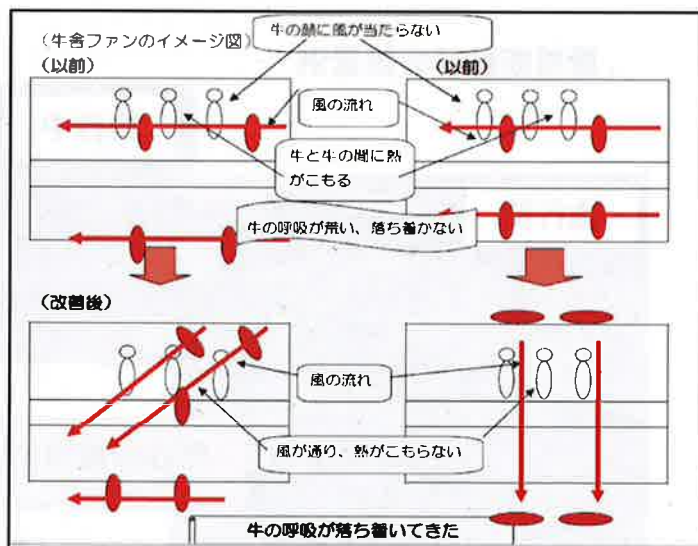 牛の顔に風が当たらない
(牛舎ファンのイメージ図)
(以前)
(以前)
風の流れ
牛と牛の間に熱
がこもる
牛の呼吸が荒い、落ち着かない
(改善後)
風の流れ
風が通り、熱がこもらない
牛の呼吸が落ち着いてきた